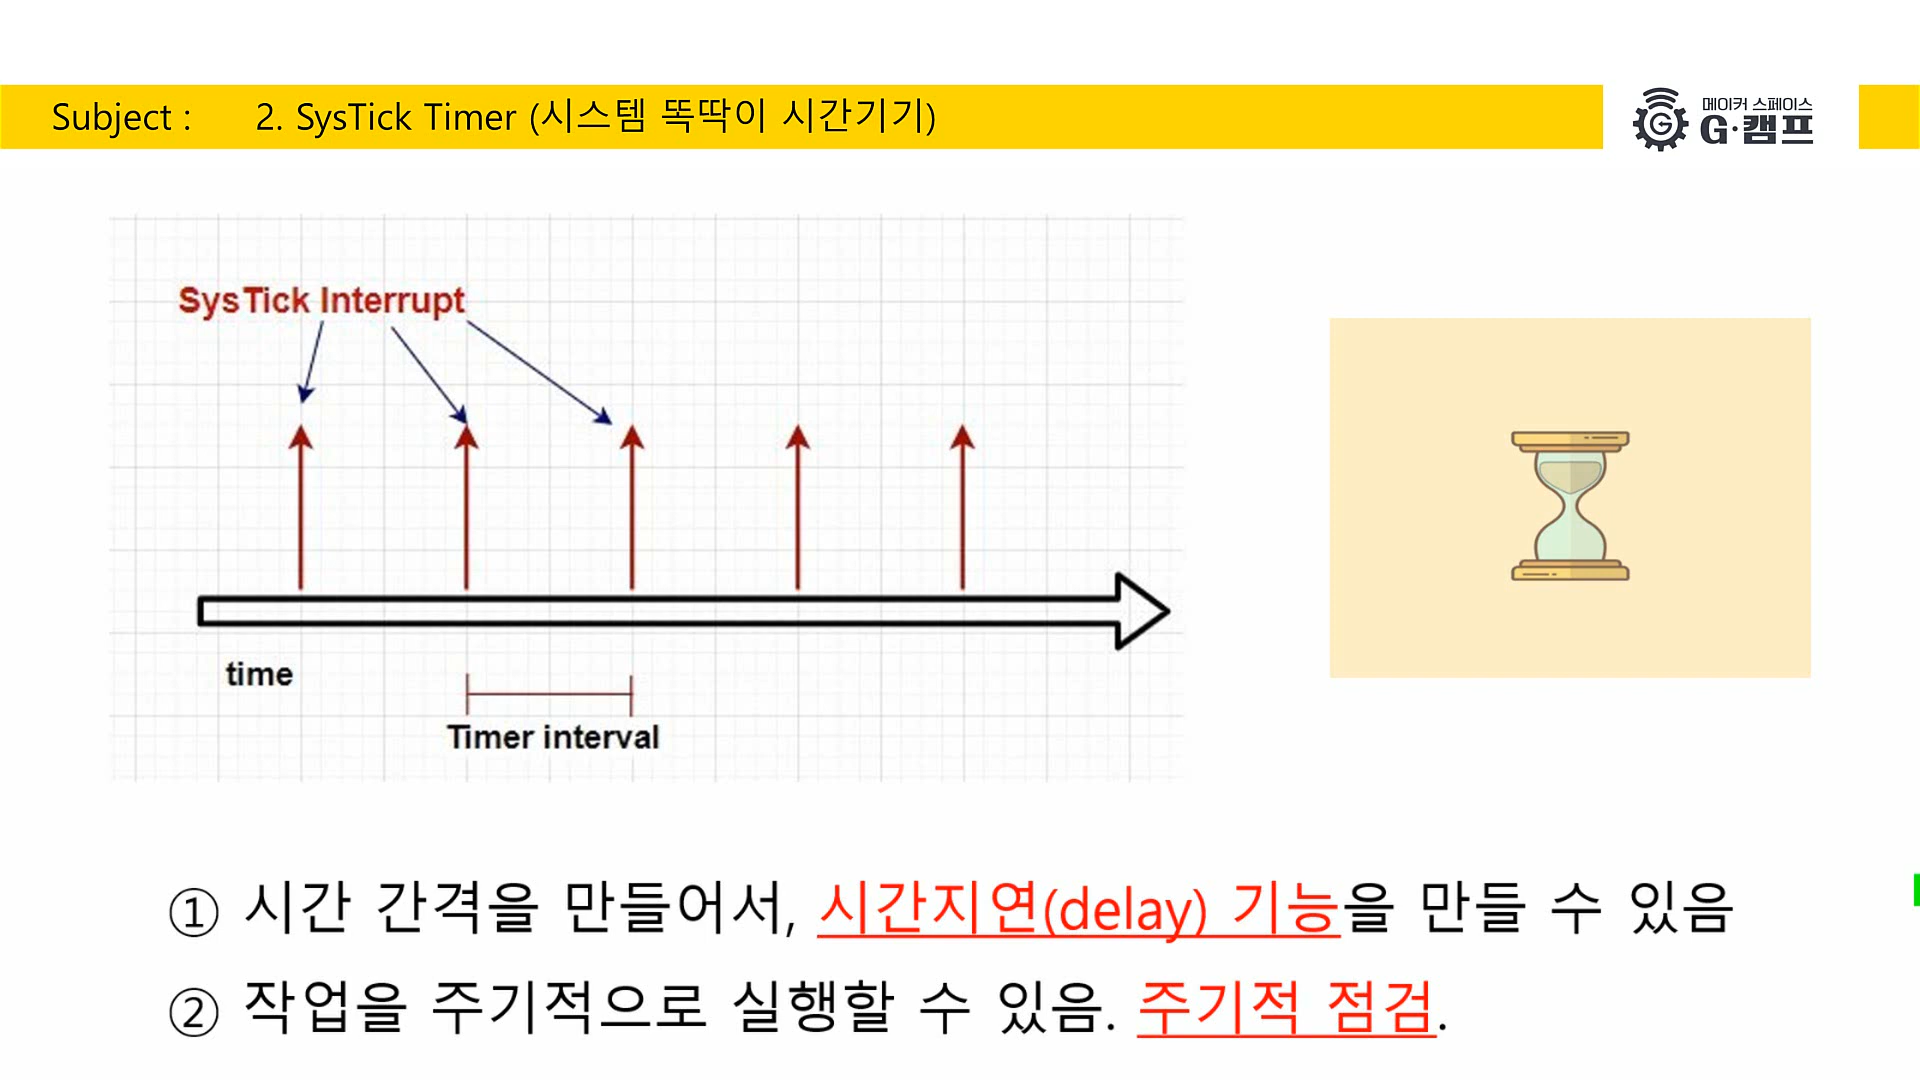 Subject : 2. SysTick Timer (시스템 똑딱이 시간기기)
메이커 스페이스
G·캠프
SysTick Interrupt
time
Timer interval
① 시간 간격을 만들어서, 시간지연(delay) 기능을 만들 수 있음
② 작업을 주기적으로 실행할 수 있음. 주기적 점검.